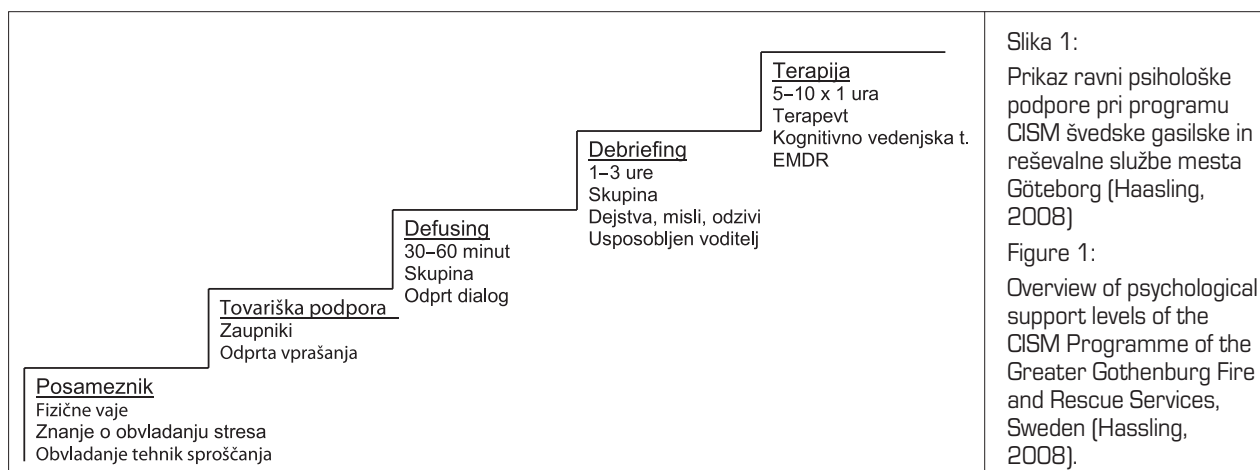 Terapija
5–10 x 1 ura
Terapevt
Kognitivno vedenjska t.
EMDR
Debriefing
1–3 ure
Skupina
Dejstva, misli, odzivi
Usposobljen voditelj
Defusing
30–60 minut
Skupina
Odprt dialog
Tovariška podpora
Zaupniki
Odprta vprašanja
Posameznik
Fizične vaje
Znanje o obvladanju stresa
Obvladanje tehnik sproščanja
Slika 1:
Prikaz ravni psihološke
podpore pri programu
CISM švedske gasilske in
reševalne službe mesta
Göteborg (Haasling,
2008)
Figure 1:
Overview of psychological
support levels of the
CISM Programme of the
Greater Gothenburg Fire
and Rescue Services,
Sweden (Hassling,
2008).